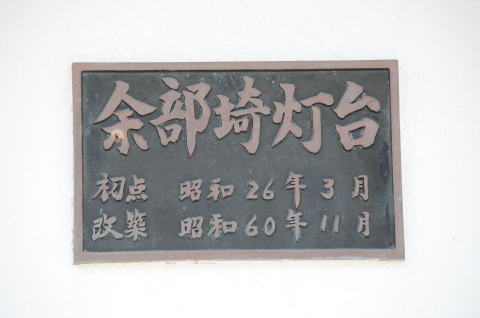 余部埼灯台
初点 昭和26年3月
改築 昭和60年11月